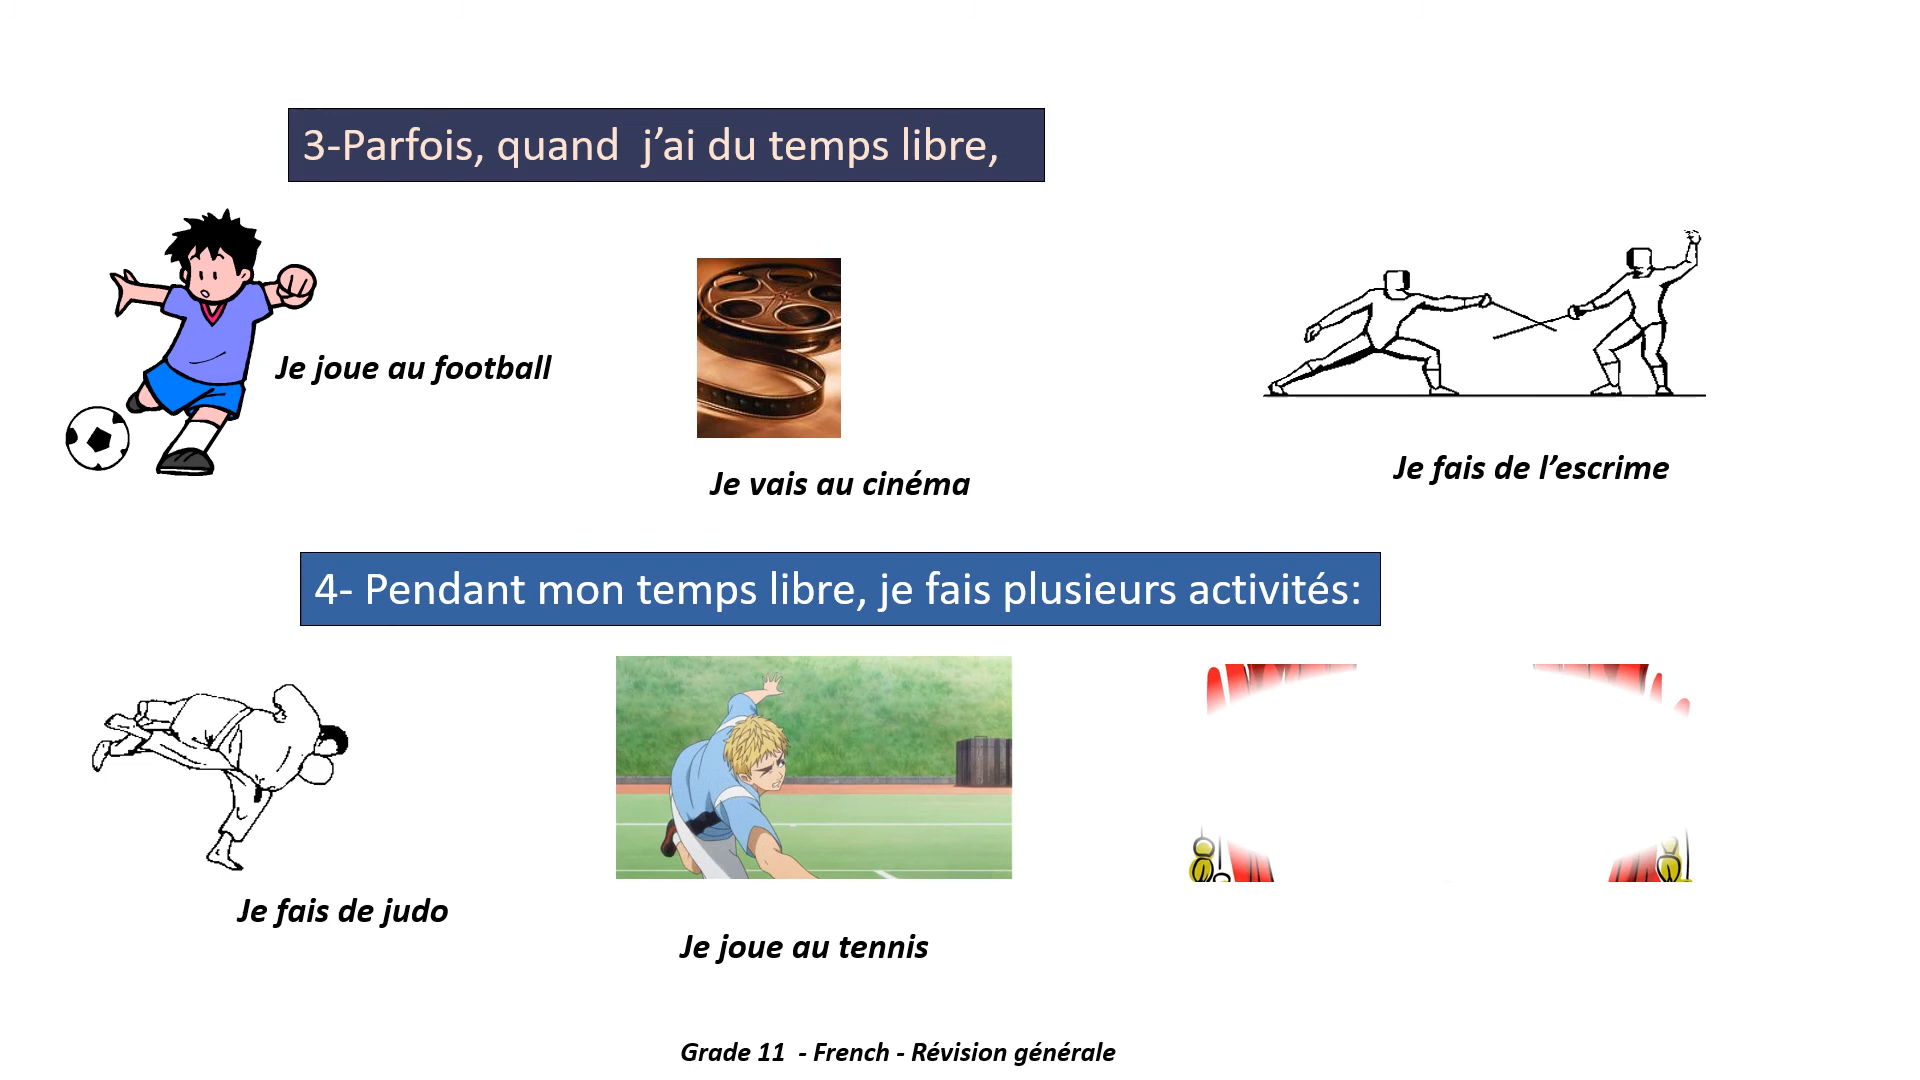 3-Parfois, quand  j’ai du temps libre,
Je joue au football
Je vais au cinéma
Je fais de l’escrime
4- Pendant mon temps libre, je fais plusieurs activités:
Je fais de judo
Je joue au tennis
Grade 11  - French - Révision générale